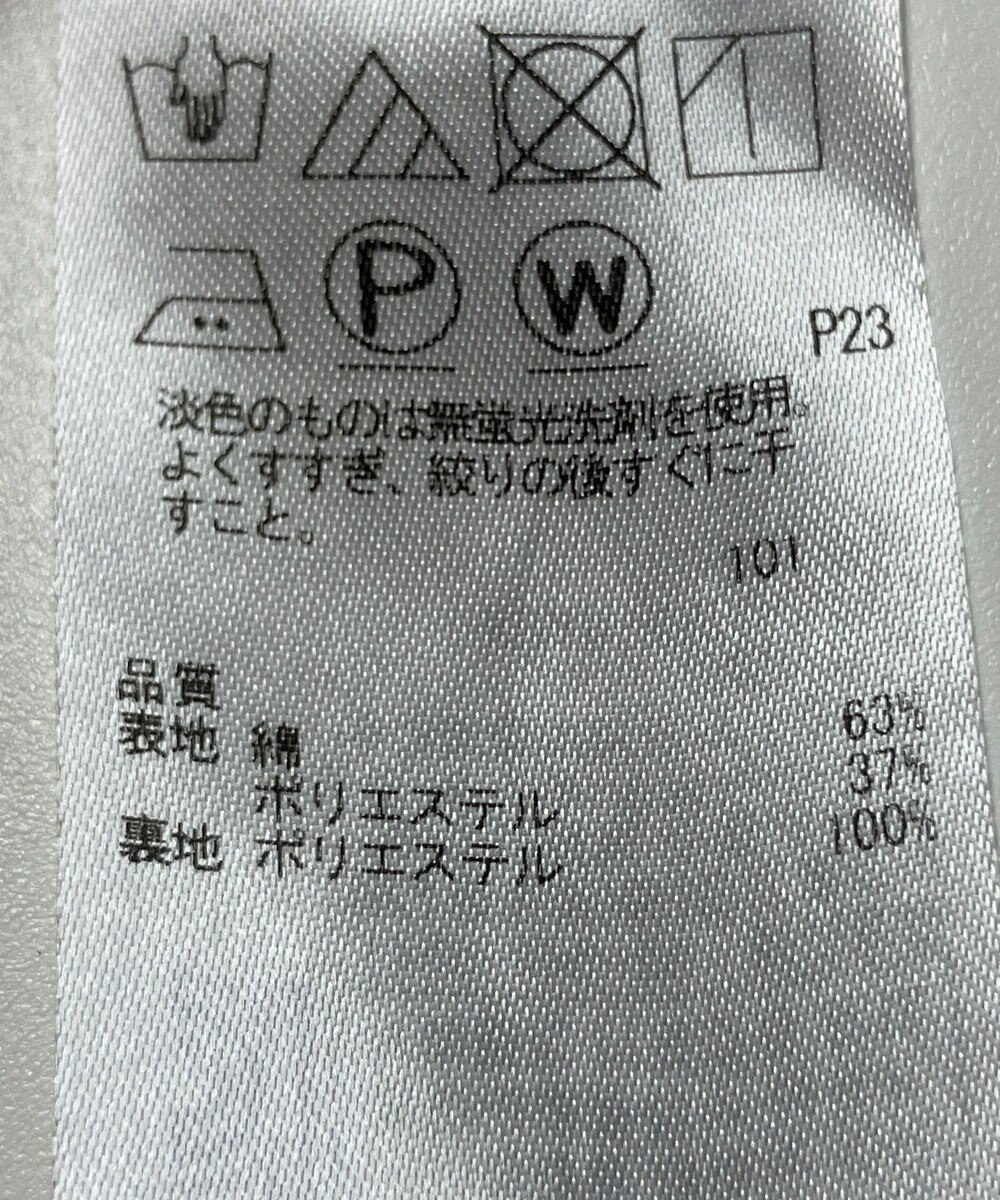 P W
P23
淡色のものは無蛍光洗剤を使用。
よくすすぎ、絞りの後すぐに干
すこと。
101
品質
表地 綿 63%
ポリエステル 37%
裏地 ポリエステル 100%